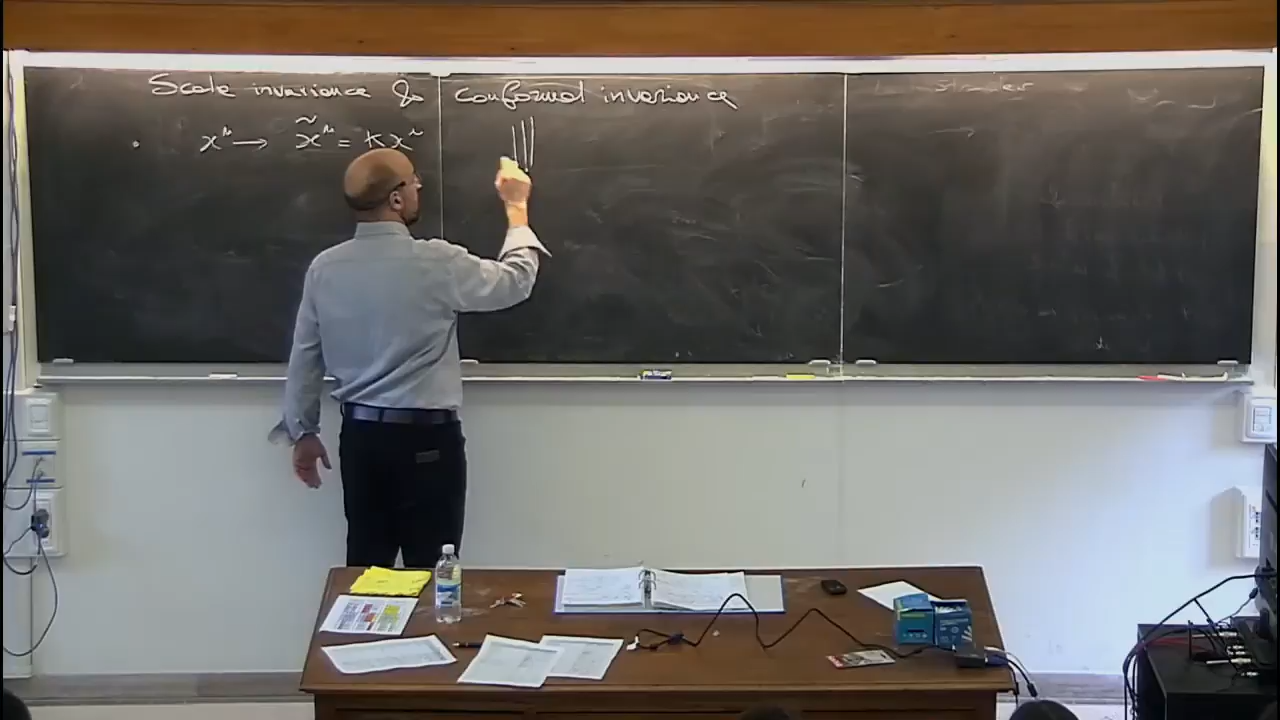 Scale invariance & conformal invariance
. x^μ → x̃^μ = K x^μ